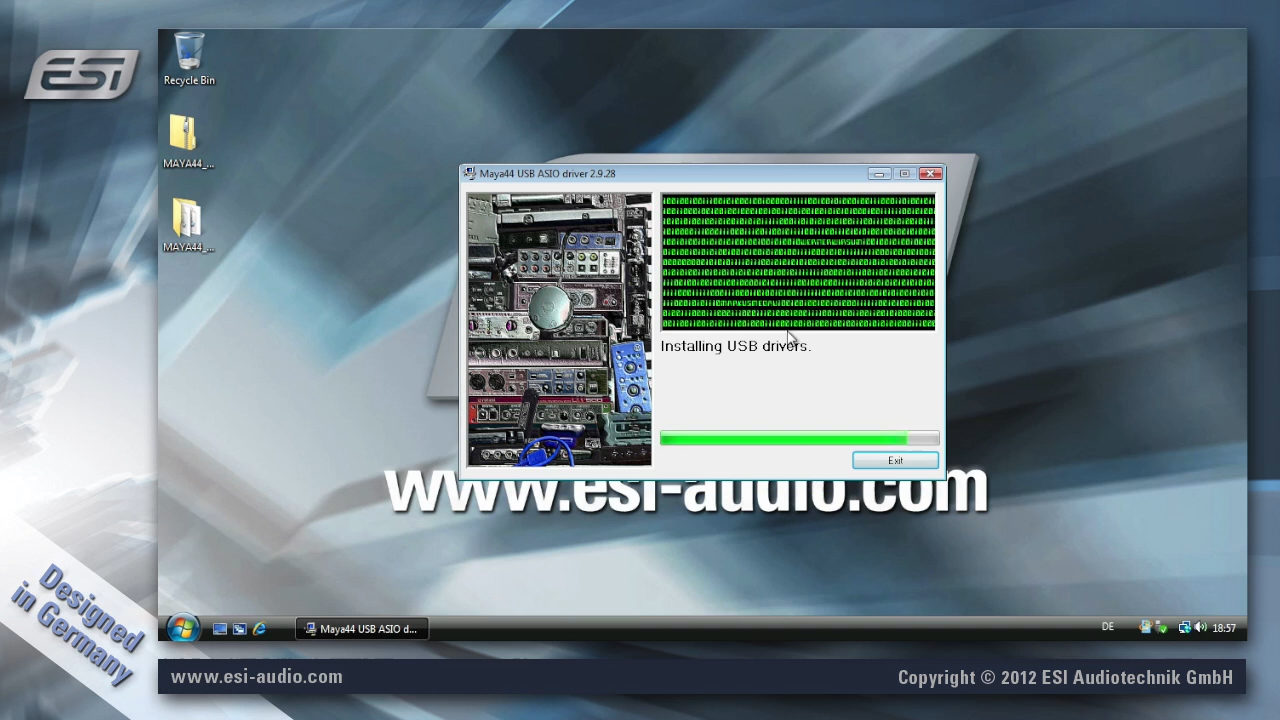 ESI
Recycle Bin
MAYA44_...
MAYA44_...
Maya44 USB ASIO driver 2.9.28
Installing USB drivers.
Exit
www.esi-audio.com
Maya44 USB ASIO d...
DE
18:57
Designed
in Germany
www.esi-audio.com
Copyright © 2012 ESI Audiotechnik GmbH